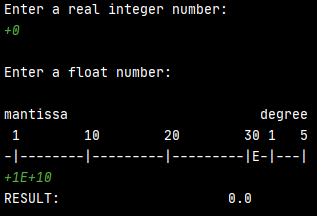 Enter a real integer number:
+0
Enter a float number:
mantissa                        degree
 1        10        20        30 1   5
-|--------|---------|---------|E-|---|
+1E+10
RESULT:                     0.0